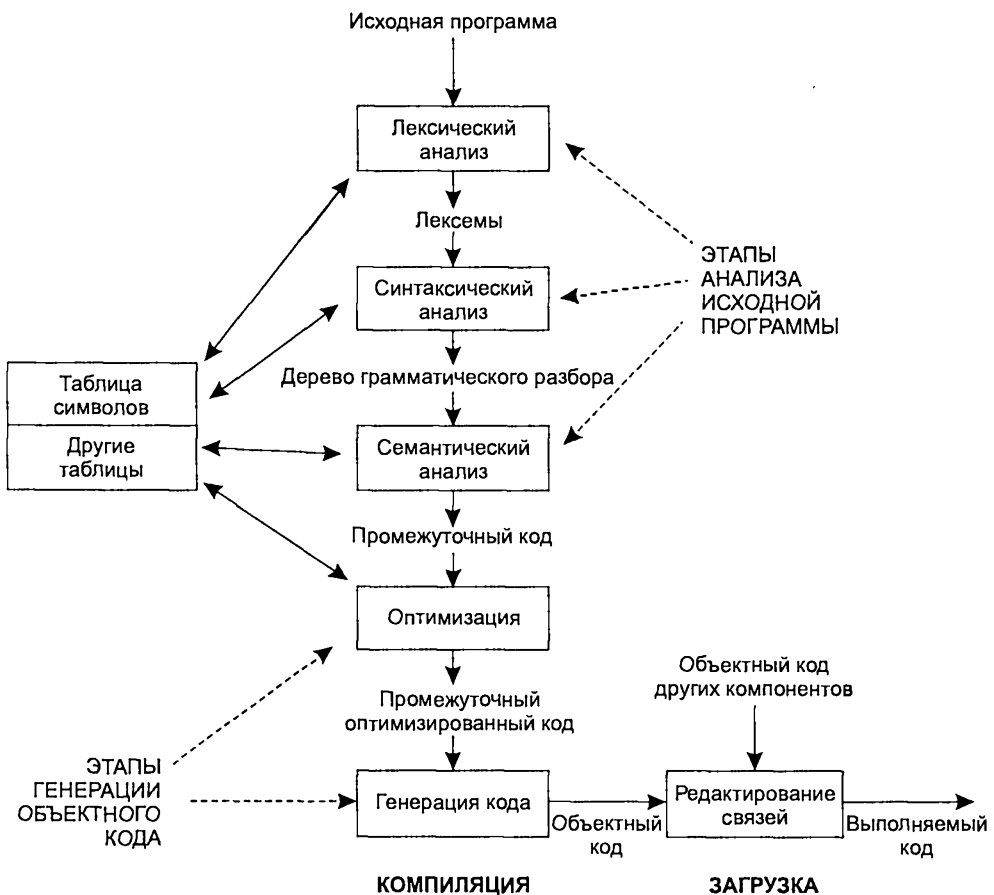 Исходная программа
Лексический
анализ
Лексемы
ЭТАПЫ
АНАЛИЗА
ИСХОДНОЙ
ПРОГРАММЫ
Синтаксический
анализ
Дерево грамматического разбора
Таблица
символов
Другие
таблицы
Семантический
анализ
Промежуточный код
Оптимизация
Промежуточный
оптимизированный код
Объектный код
других компонентов
ЭТАПЫ
ГЕНЕРАЦИИ
ОБЪЕКТНОГО
КОДА
Генерация кода
Объектный
код
Редактирование
связей
Выполняемый
код
КОМПИЛЯЦИЯ
ЗАГРУЗКА